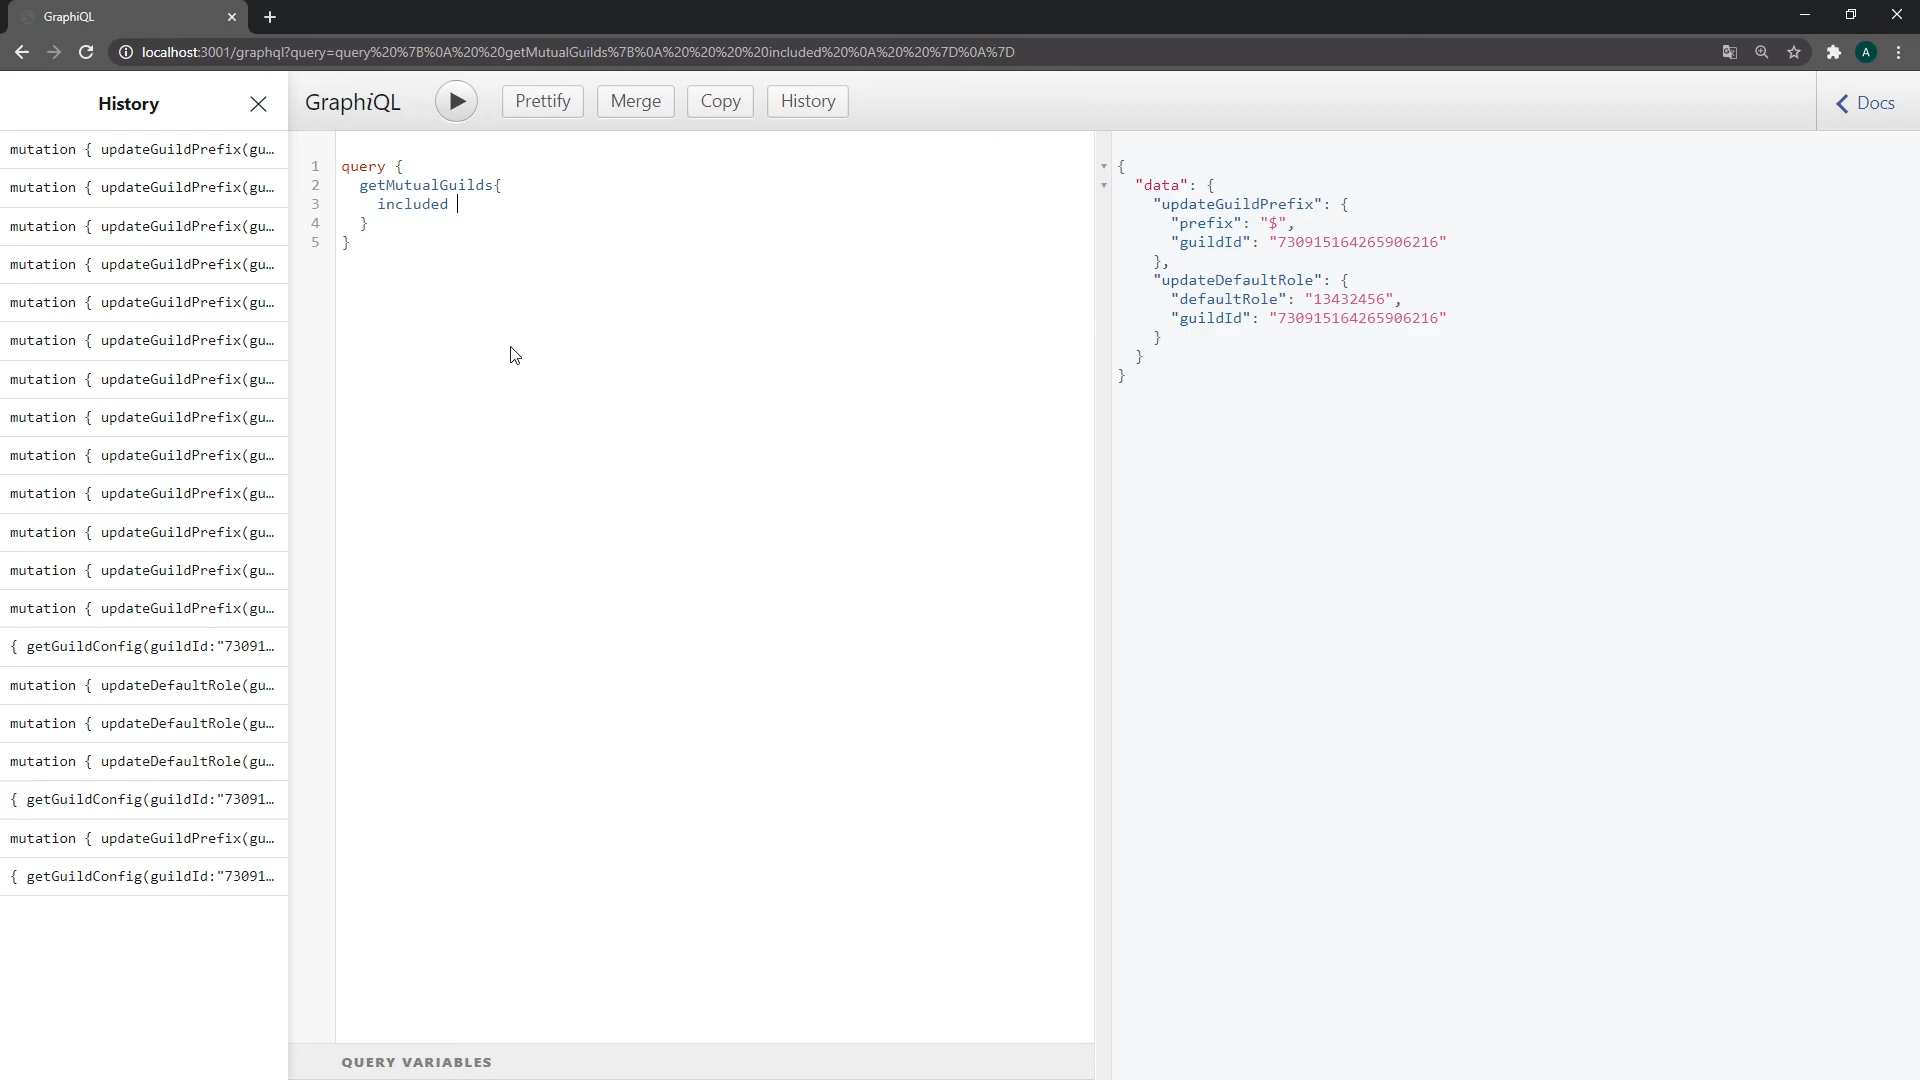 GraphiQL
localhost:3001/graphql?query=query%20%7B%0A%20%20getMutualGuilds%7B%0A%20%20%20%20included%20%0A%20%20%7D%0A%7D
A
History
GraphiQL
Prettify
Merge
Copy
History
Docs
mutation { updateGuildPrefix(gu…
mutation { updateGuildPrefix(gu…
mutation { updateGuildPrefix(gu…
mutation { updateGuildPrefix(gu…
mutation { updateGuildPrefix(gu…
mutation { updateGuildPrefix(gu…
mutation { updateGuildPrefix(gu…
mutation { updateGuildPrefix(gu…
mutation { updateGuildPrefix(gu…
mutation { updateGuildPrefix(gu…
mutation { updateGuildPrefix(gu…
mutation { updateGuildPrefix(gu…
mutation { updateGuildPrefix(gu…
{ getGuildConfig(guildId:"73091…
mutation { updateDefaultRole(gu…
mutation { updateDefaultRole(gu…
mutation { updateDefaultRole(gu…
{ getGuildConfig(guildId:"73091…
mutation { updateGuildPrefix(gu…
{ getGuildConfig(guildId:"73091…
1 query {
2 getMutualGuilds{
3 included
4 }
5 }
QUERY VARIABLES
{
"data": {
"updateGuildPrefix": {
"prefix": "$",
"guildId": "730915164265906216"
},
"updateDefaultRole": {
"defaultRole": "13432456",
"guildId": "730915164265906216"
}
}
}